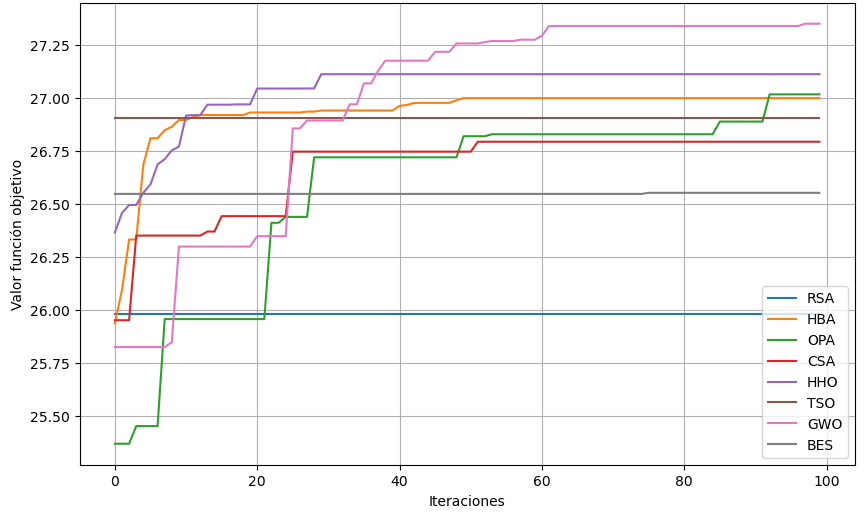 Valor función objetivo
27.25
27.00
26.75
26.50
26.25
26.00
25.75
25.50
0 20 40 60 80 100
Iteraciones
RSA
HBA
OPA
CSA
HHO
TSO
GWO
BES